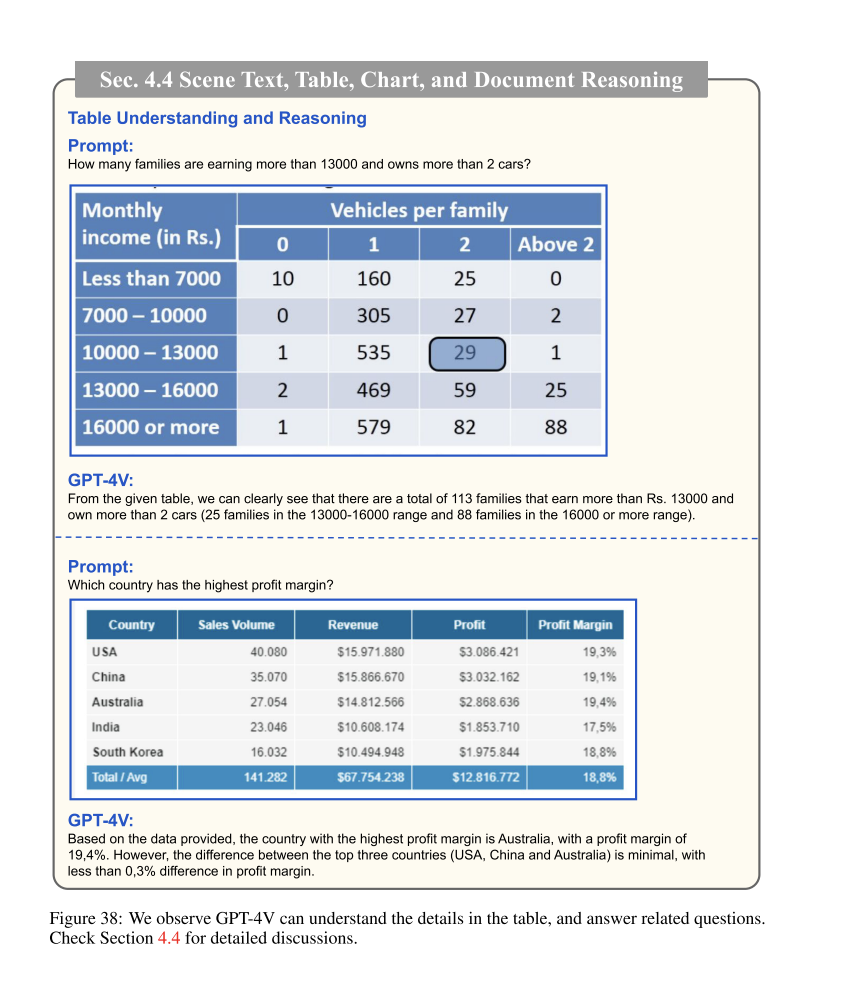 Sec. 4.4 Scene Text, Table, Chart, and Document Reasoning
Table Understanding and Reasoning
Prompt:
How many families are earning more than 13000 and owns more than 2 cars?
Monthly income (in Rs.) Vehicles per family
0 1 2 Above 2
Less than 7000 10 160 25 0
7000 – 10000 0 305 27 2
10000 – 13000 1 535 29 1
13000 – 16000 2 469 59 25
16000 or more 1 579 82 88
GPT-4V:
From the given table, we can clearly see that there are a total of 113 families that earn more than Rs. 13000 and
own more than 2 cars (25 families in the 13000-16000 range and 88 families in the 16000 or more range).
Prompt:
Which country has the highest profit margin?
Country Sales Volume Revenue Profit Profit Margin
USA 40.080 $15.971.880 $3.086.421 19,3%
China 35.070 $15.866.670 $3.032.162 19,1%
Australia 27.054 $14.812.566 $2.868.636 19,4%
India 23.046 $10.608.174 $1.853.710 17,5%
South Korea 16.032 $10.494.948 $1.975.844 18,8%
Total / Avg 141.282 $67.754.238 $12.816.772 18,8%
GPT-4V:
Based on the data provided, the country with the highest profit margin is Australia, with a profit margin of
19,4%. However, the difference between the top three countries (USA, China and Australia) is minimal, with
less than 0,3% difference in profit margin.
Figure 38: We observe GPT-4V can understand the details in the table, and answer related questions.
Check Section 4.4 for detailed discussions.